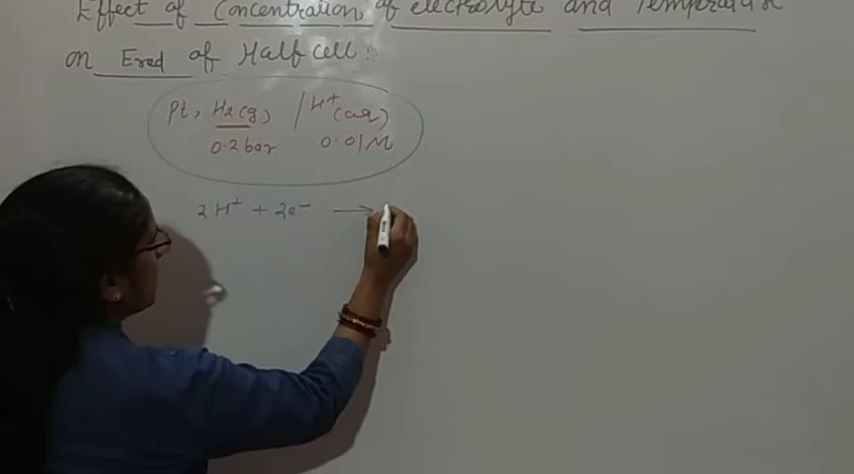 Effect of Concentration of electrolyte and Temperature
on Ered of Half cell :-
Pt, H2(g), / H+(aq)
0.2 bar 0.01M
2H+ + 2e- →